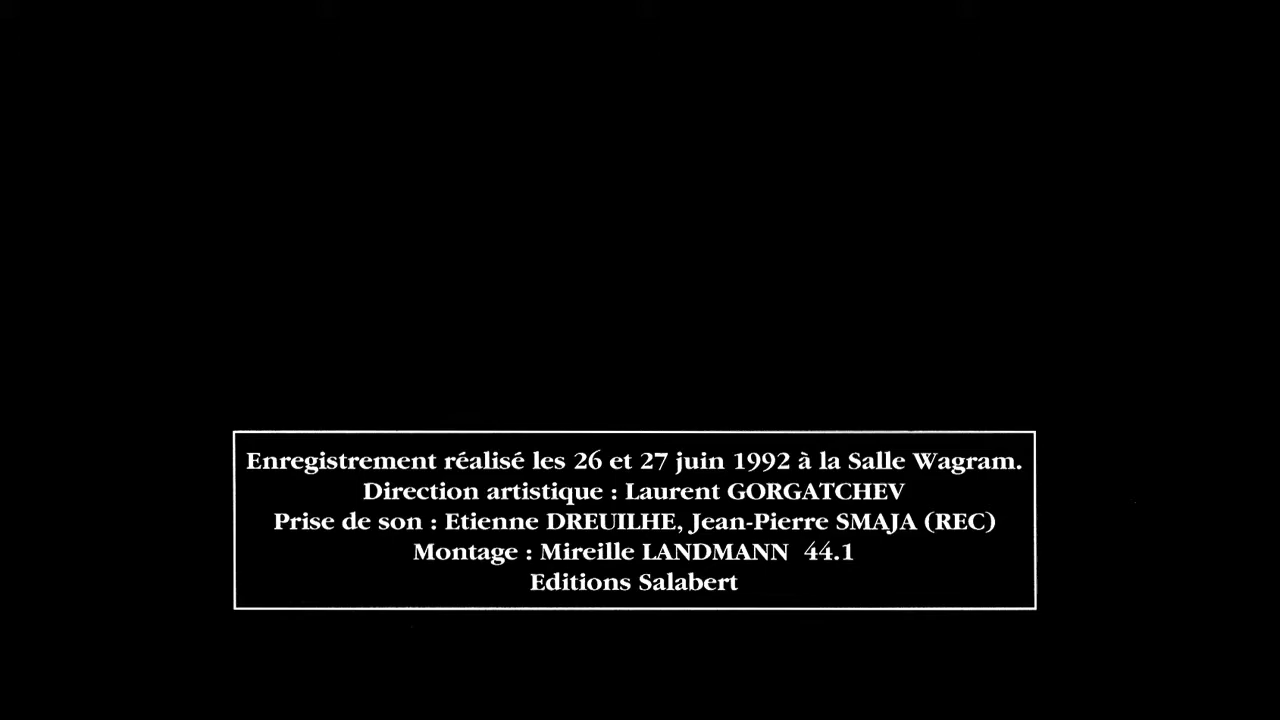 Enregistrement réalisé les 26 et 27 juin 1992 à la Salle Wagram.
Direction artistique : Laurent GORGATCHEV
Prise de son : Etienne DREUILHE, Jean-Pierre SMAJA (REC)
Montage : Mireille LANDMANN 44.1
Editions Salabert